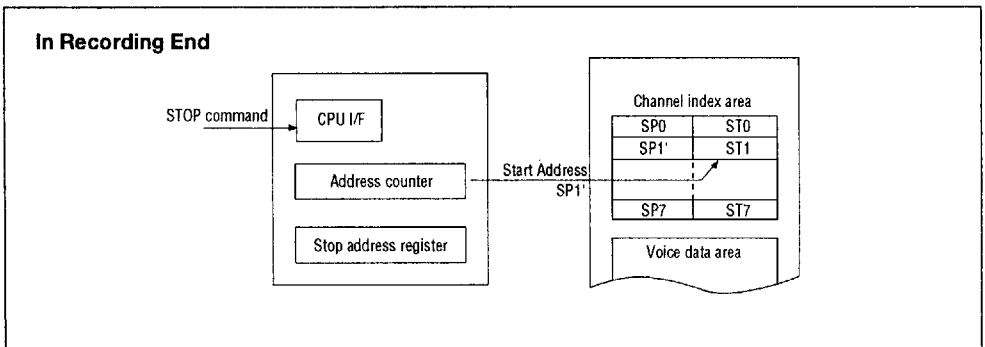 In Recording End
STOP command
CPU I/F
Address counter
Stop address register
Start Address
SP1'
Channel index area
SP0 ST0
SP1' ST1
SP7 ST7
Voice data area